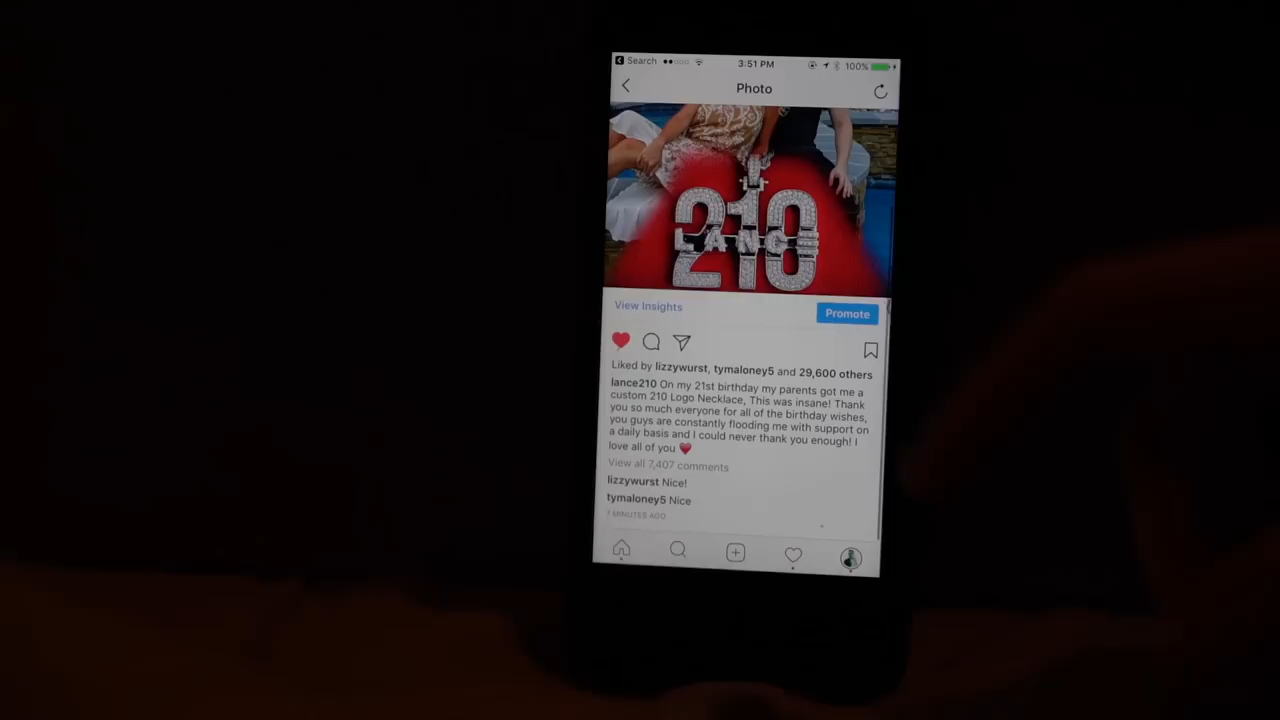 Search 3:51 PM 100%
Photo
210
LANCE
View Insights Promote
Liked by lizzywurst, tymaloney5 and 29,600 others
lance210 On my 21st birthday my parents got me a
custom 210 Logo Necklace, This was insane! Thank
you so much everyone for all of the birthday wishes,
you guys are constantly flooding me with support on
a daily basis and I could never thank you enough! I
love all of you
View all 7,407 comments
lizzywurst Nice!
tymaloney5 Nice
7 MINUTES AGO